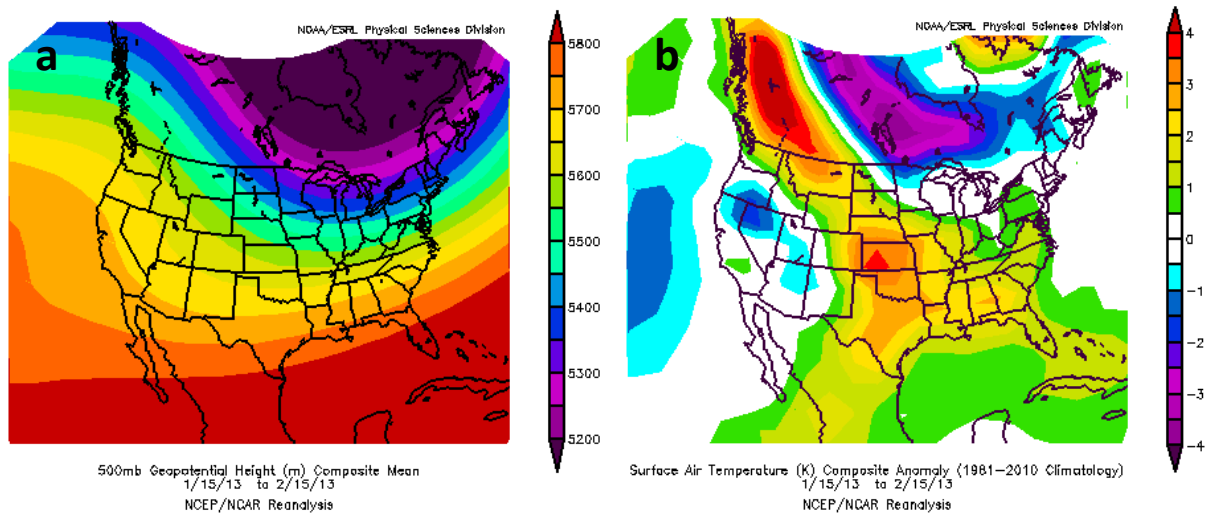 NOAA/ESRL Physical Sciences Division
a
5800
5700
5600
5500
5400
5300
5200
500mb Geopotential Height (m) Composite Mean
1/15/13 to 2/15/13
NCEP/NCAR Reanalysis
NOAA/ESRL Physical Sciences Division
b
4
3
2
1
0
-1
-2
-3
-4
Surface Air Temperature (K) Composite Anomaly (1981-2010 Climatology)
1/15/13 to 2/15/13
NCEP/NCAR Reanalysis